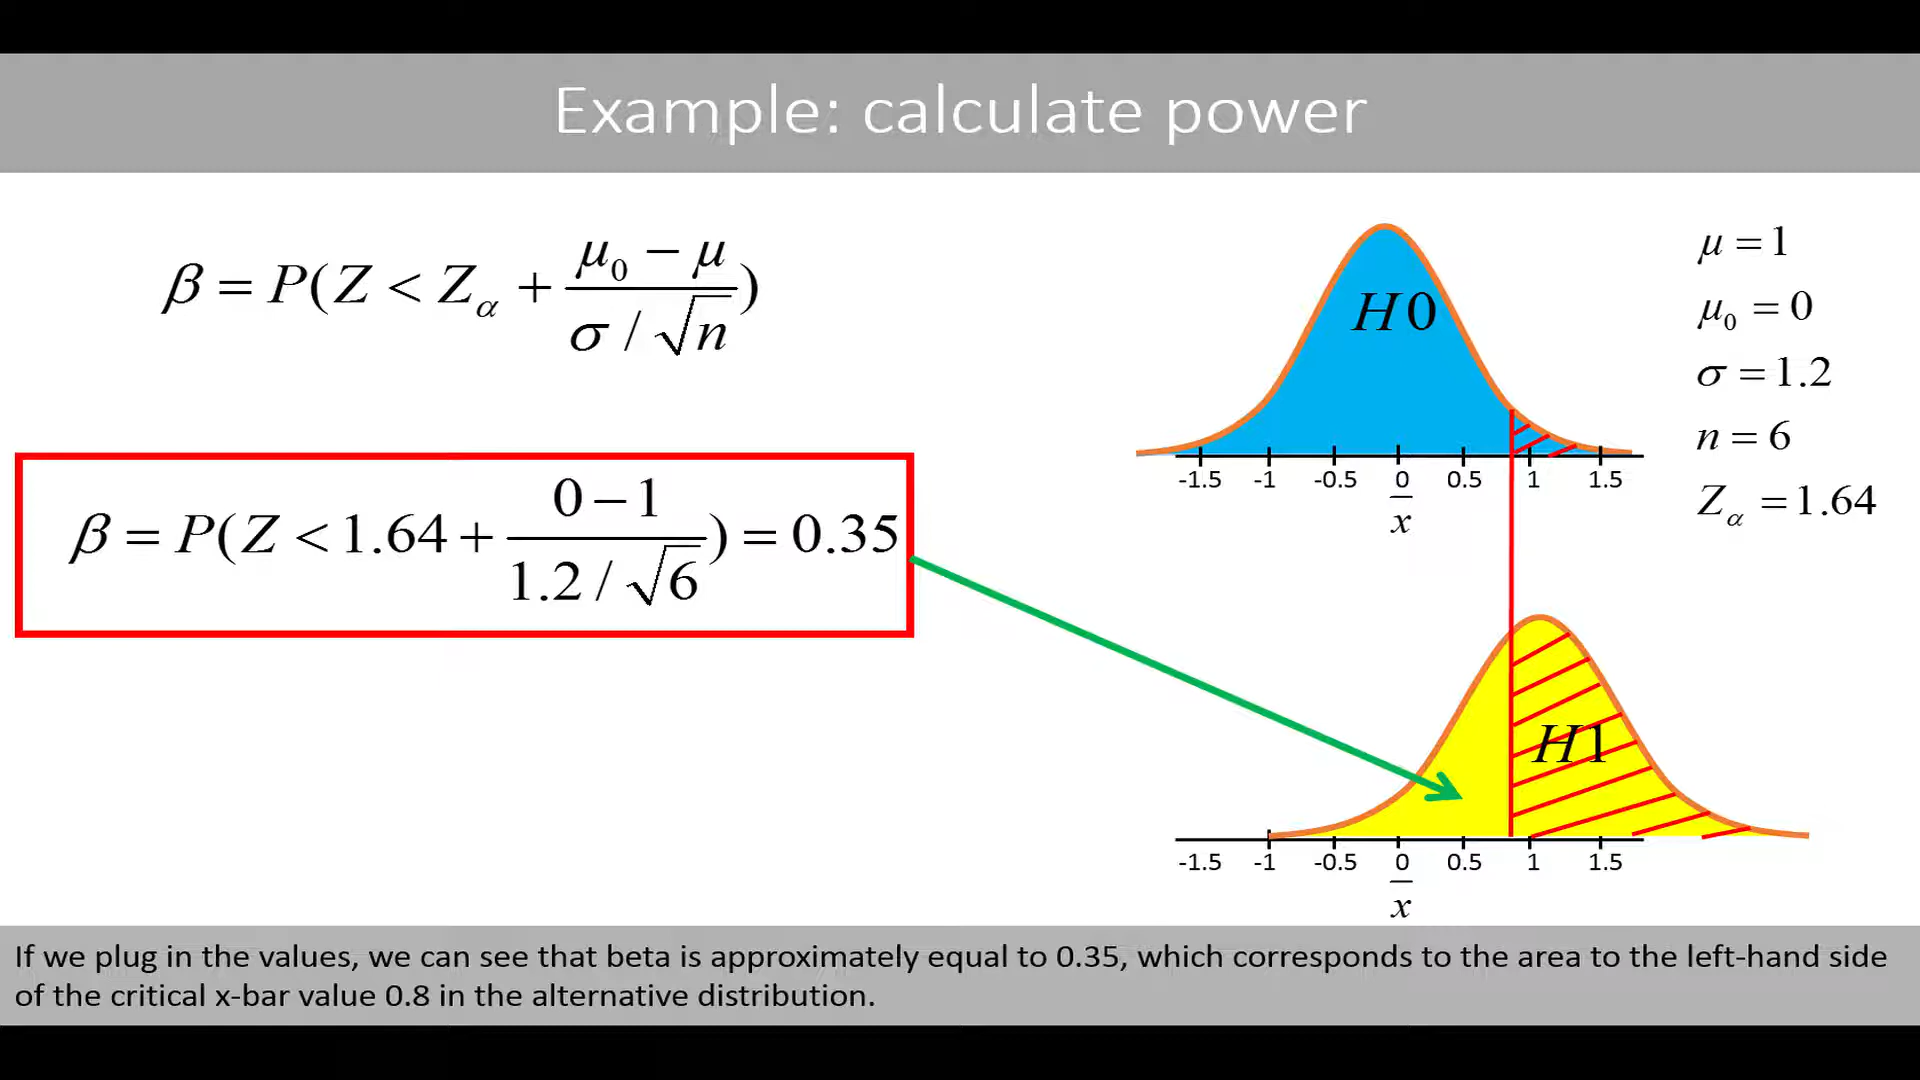 Example: calculate power
β = P(Z < Z_α + (μ₀ − μ)/(σ / √n))
β = P(Z < 1.64 + (0 − 1)/(1.2 / √6)) = 0.35
H0
-1.5 -1 -0.5 0 0.5 1 1.5
x̄
μ = 1
μ₀ = 0
σ = 1.2
n = 6
Z_α = 1.64
H1
-1.5 -1 -0.5 0 0.5 1 1.5
x̄
If we plug in the values, we can see that beta is approximately equal to 0.35, which corresponds to the area to the left-hand side
of the critical x-bar value 0.8 in the alternative distribution.